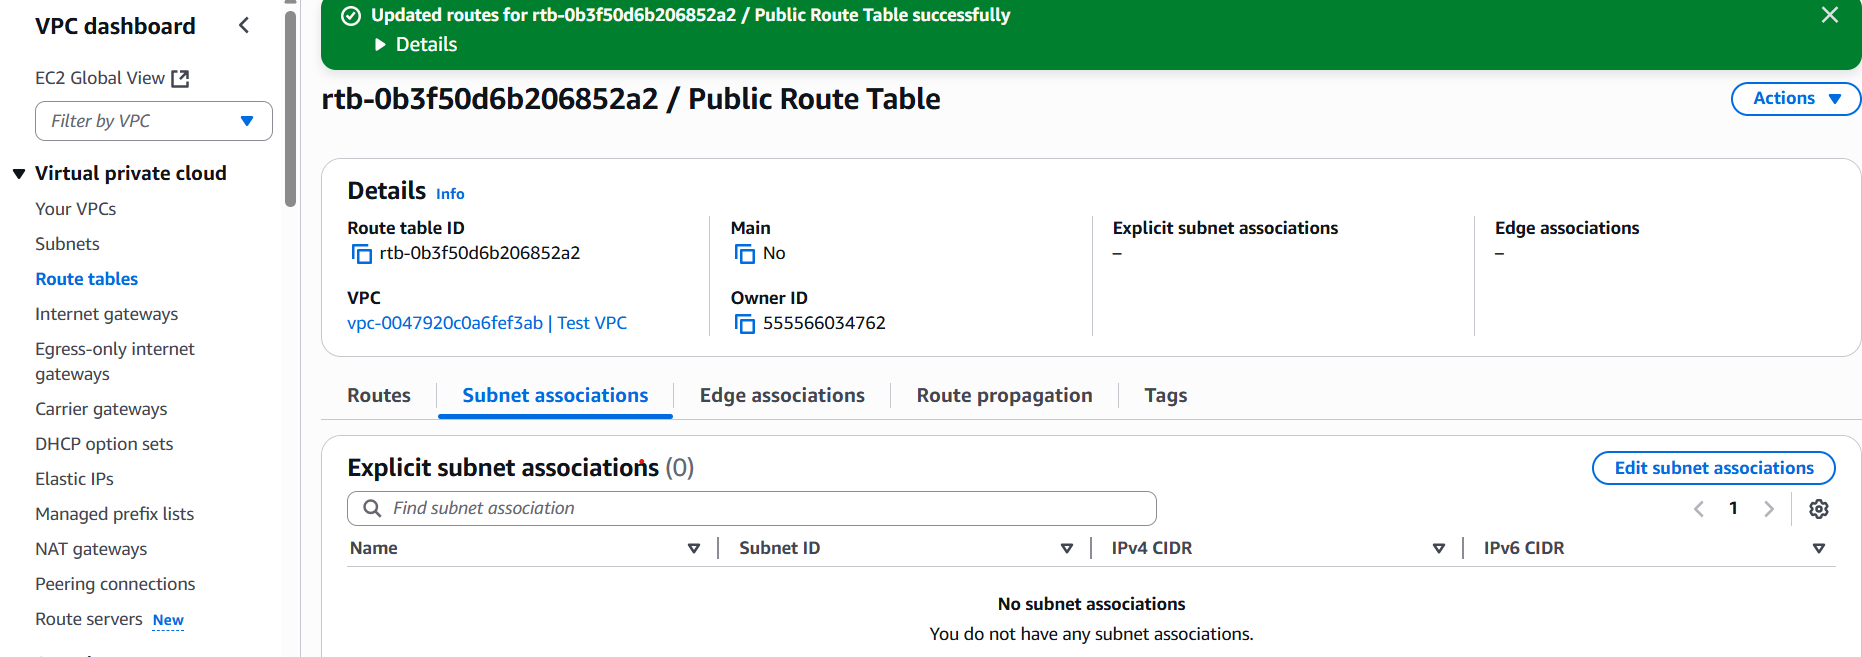 VPC dashboard
EC2 Global View
Filter by VPC
Virtual private cloud
Your VPCs
Subnets
Route tables
Internet gateways
Egress-only internet
gateways
Carrier gateways
DHCP option sets
Elastic IPs
Managed prefix lists
NAT gateways
Peering connections
Route servers New
Updated routes for rtb-0b3f50d6b206852a2 / Public Route Table successfully
Details
rtb-0b3f50d6b206852a2 / Public Route Table
Actions
Details Info
Route table ID
rtb-0b3f50d6b206852a2
Main
No
Explicit subnet associations
–
Edge associations
–
VPC
vpc-0047920c0a6fef3ab | Test VPC
Owner ID
555566034762
Routes Subnet associations Edge associations Route propagation Tags
Explicit subnet associations (0)
Edit subnet associations
Find subnet association
1
Name Subnet ID IPv4 CIDR IPv6 CIDR
No subnet associations
You do not have any subnet associations.